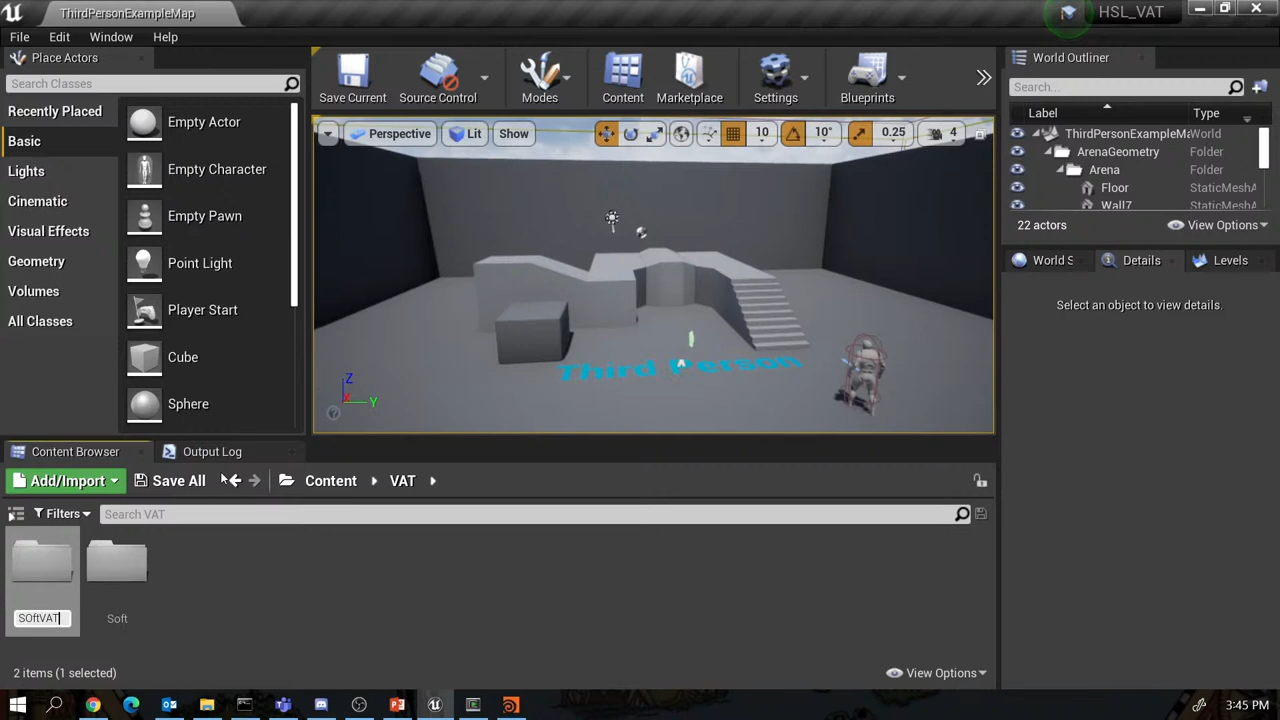 ThirdPersonExampleMap
HSL_VAT
File Edit Window Help
Place Actors
Search Classes
Recently Placed
Basic
Lights
Cinematic
Visual Effects
Geometry
Volumes
All Classes
Empty Actor
Empty Character
Empty Pawn
Point Light
Player Start
Cube
Sphere
Save Current
Source Control
Modes
Content
Marketplace
Settings
Blueprints
Perspective Lit Show 10 10° 0.25 4
Third Person
Z
X
Y
World Outliner
Search...
Label Type
ThirdPersonExampleMa World
ArenaGeometry Folder
Arena Folder
Floor StaticMeshA
Wall7 StaticMeshA
22 actors View Options
World S Details Levels
Select an object to view details.
Content Browser Output Log
Add/Import Save All Content VAT
Filters Search VAT
SOftVAT Soft
2 items (1 selected) View Options
3:45 PM